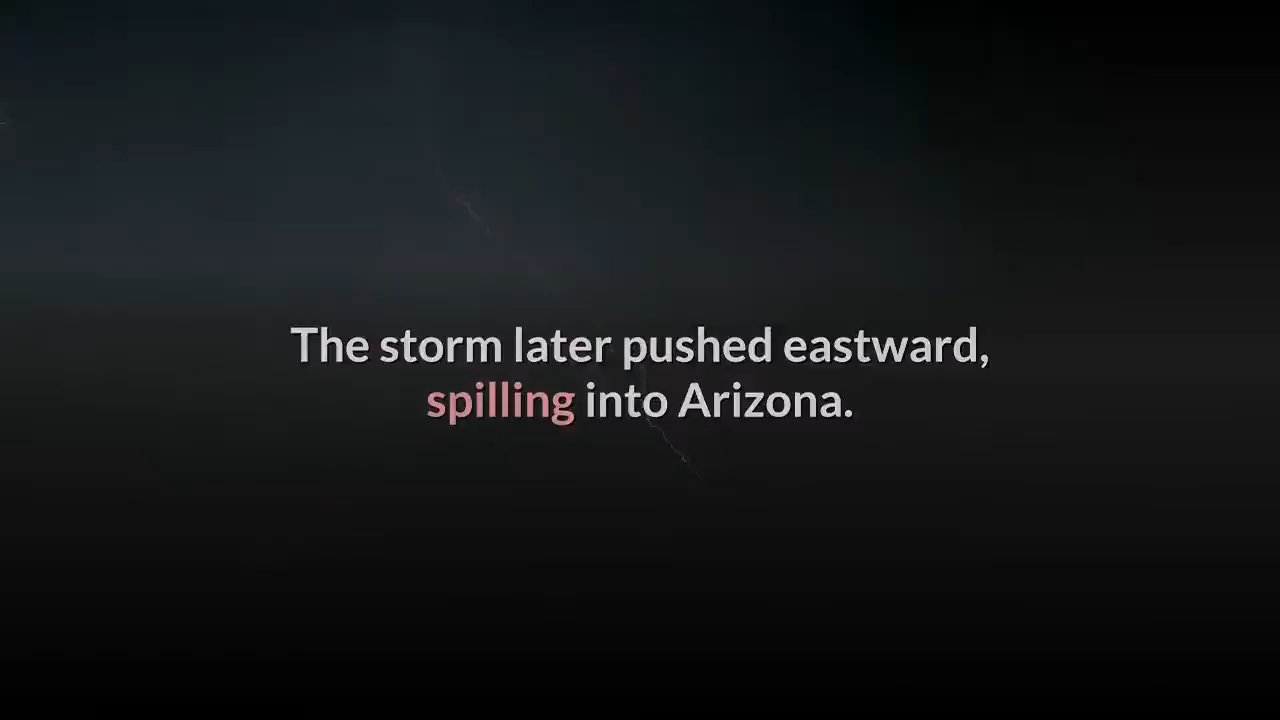 The storm later pushed eastward,
spilling into Arizona.